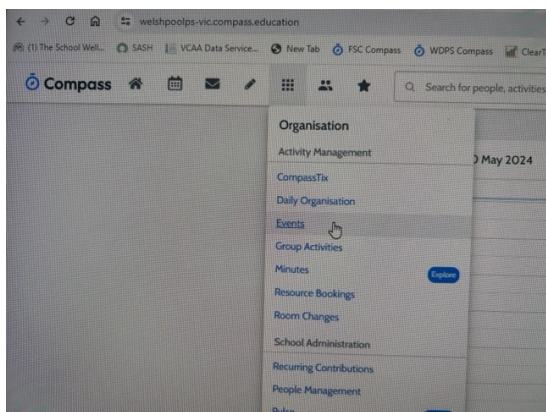 welshpoolps-vic.compass.education
(1) The School Well... SASH VCAA Data Service... New Tab FSC Compass WDPS Compass ClearT
Compass Search for people, activities
Organisation
Activity Management
May 2024
CompassTix
Daily Organisation
Events
Group Activities
Minutes Explore
Resource Bookings
Room Changes
School Administration
Recurring Contributions
People Management